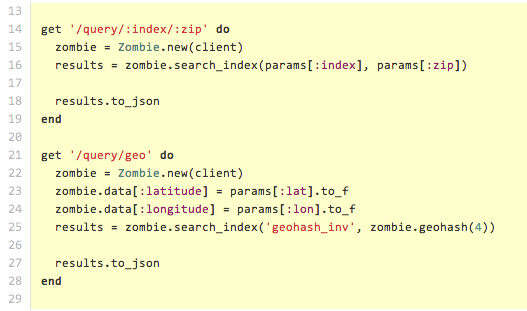 13
14 get '/query/:index/:zip' do
15   zombie = Zombie.new(client)
16   results = zombie.search_index(params[:index], params[:zip])
17
18   results.to_json
19 end
20
21 get '/query/geo' do
22   zombie = Zombie.new(client)
23   zombie.data[:latitude] = params[:lat].to_f
24   zombie.data[:longitude] = params[:lon].to_f
25   results = zombie.search_index('geohash_inv', zombie.geohash(4))
26
27   results.to_json
28 end
29